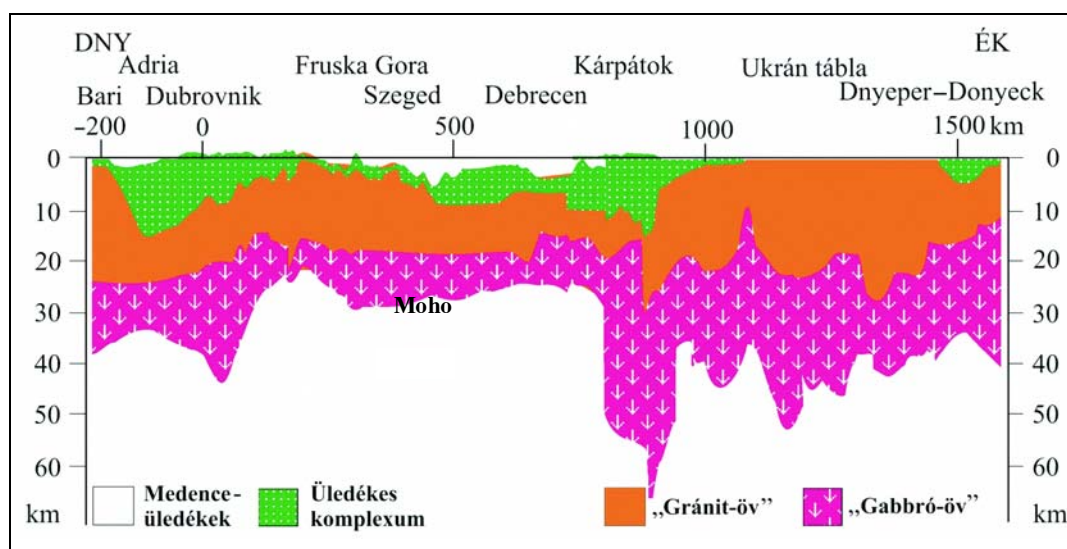 DNY ÉK
Adria Fruska Gora Kárpátok Ukrán tábla
Bari Dubrovnik Szeged Debrecen Dnyeper–Donyeck
–200 0 500 1000 1500 km
0 0
10 10
20 20
30 Moho 30
40 40
50 50
60 60
km km
Medence-
üledékek
Üledékes
komplexum
„Gránit-öv”
„Gabbró-öv”